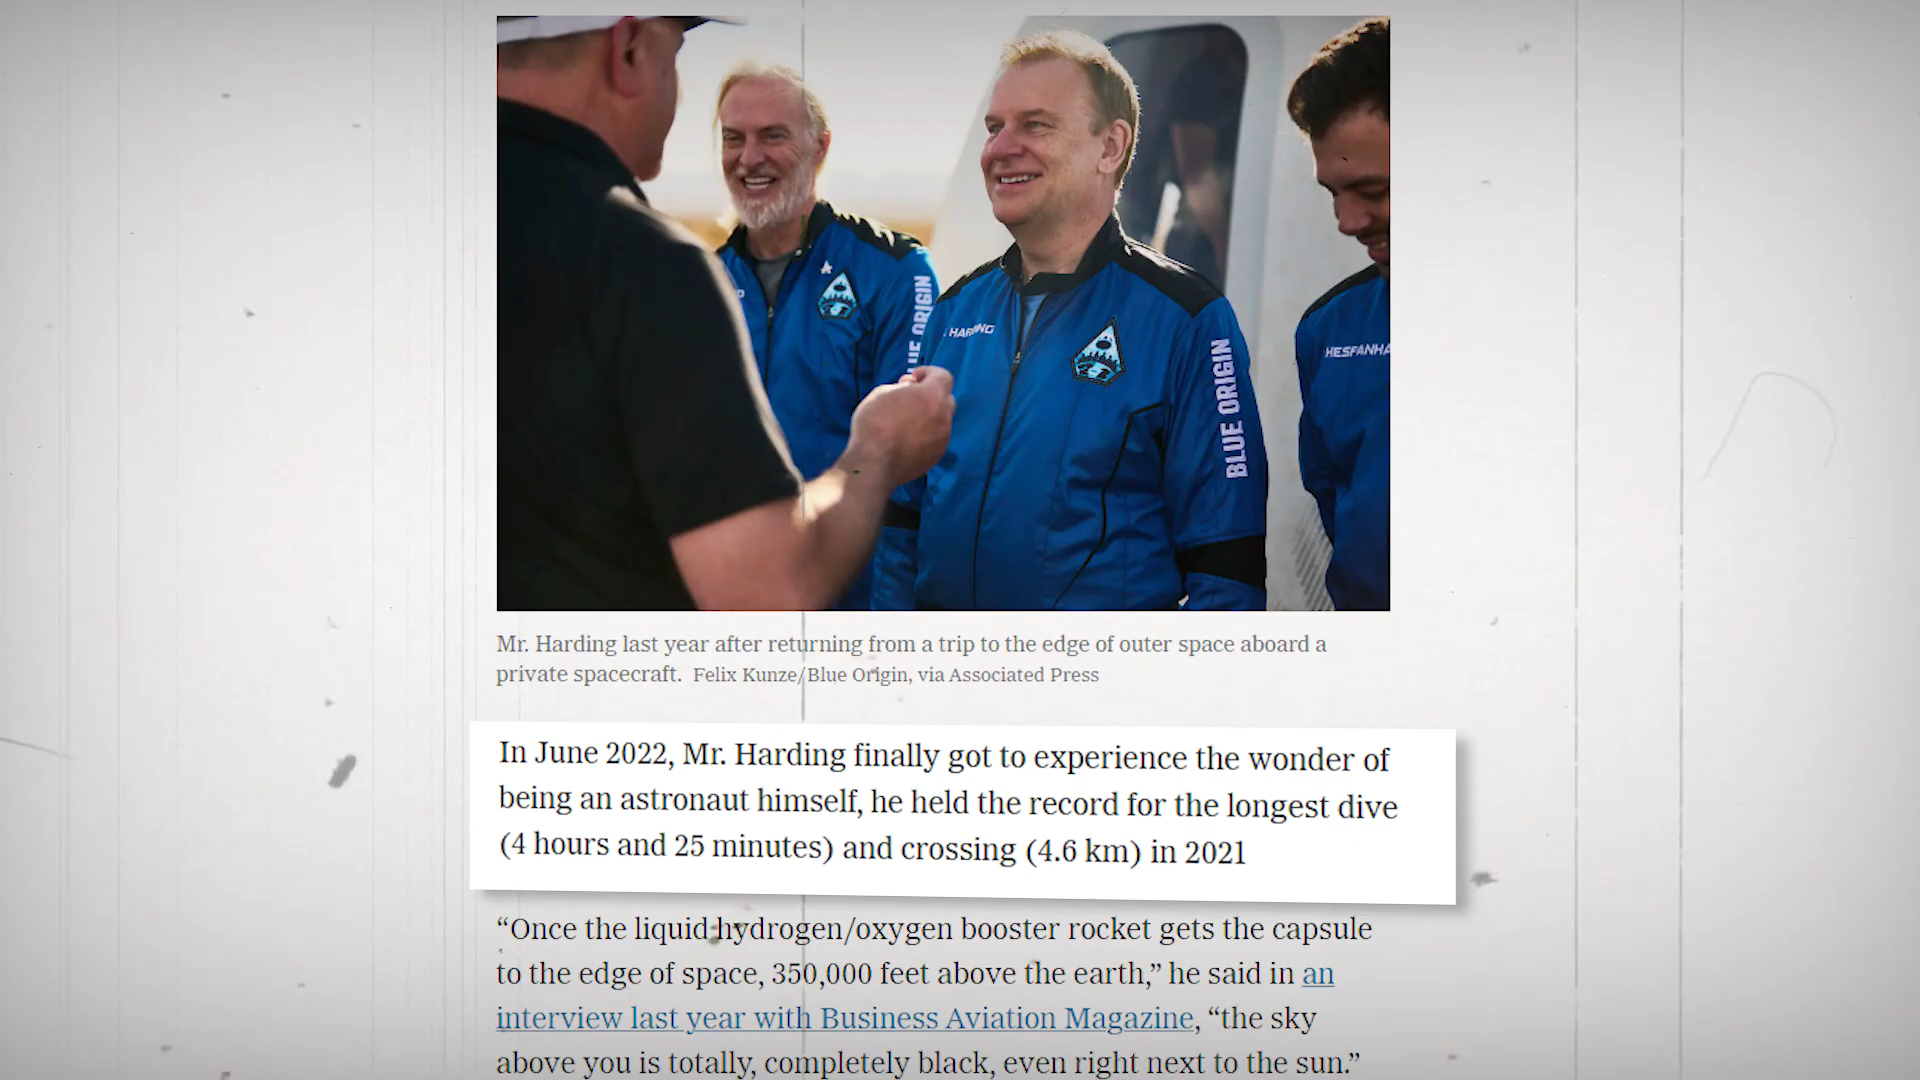 BLUE ORIGIN
HARDING
BLUE ORIGIN
HESFANHA
Mr. Harding last year after returning from a trip to the edge of outer space aboard a
private spacecraft. Felix Kunze/Blue Origin, via Associated Press
In June 2022, Mr. Harding finally got to experience the wonder of
being an astronaut himself, he held the record for the longest dive
(4 hours and 25 minutes) and crossing (4.6 km) in 2021
“Once the liquid hydrogen/oxygen booster rocket gets the capsule
to the edge of space, 350,000 feet above the earth,” he said in an
interview last year with Business Aviation Magazine, “the sky
above you is totally, completely black, even right next to the sun.”